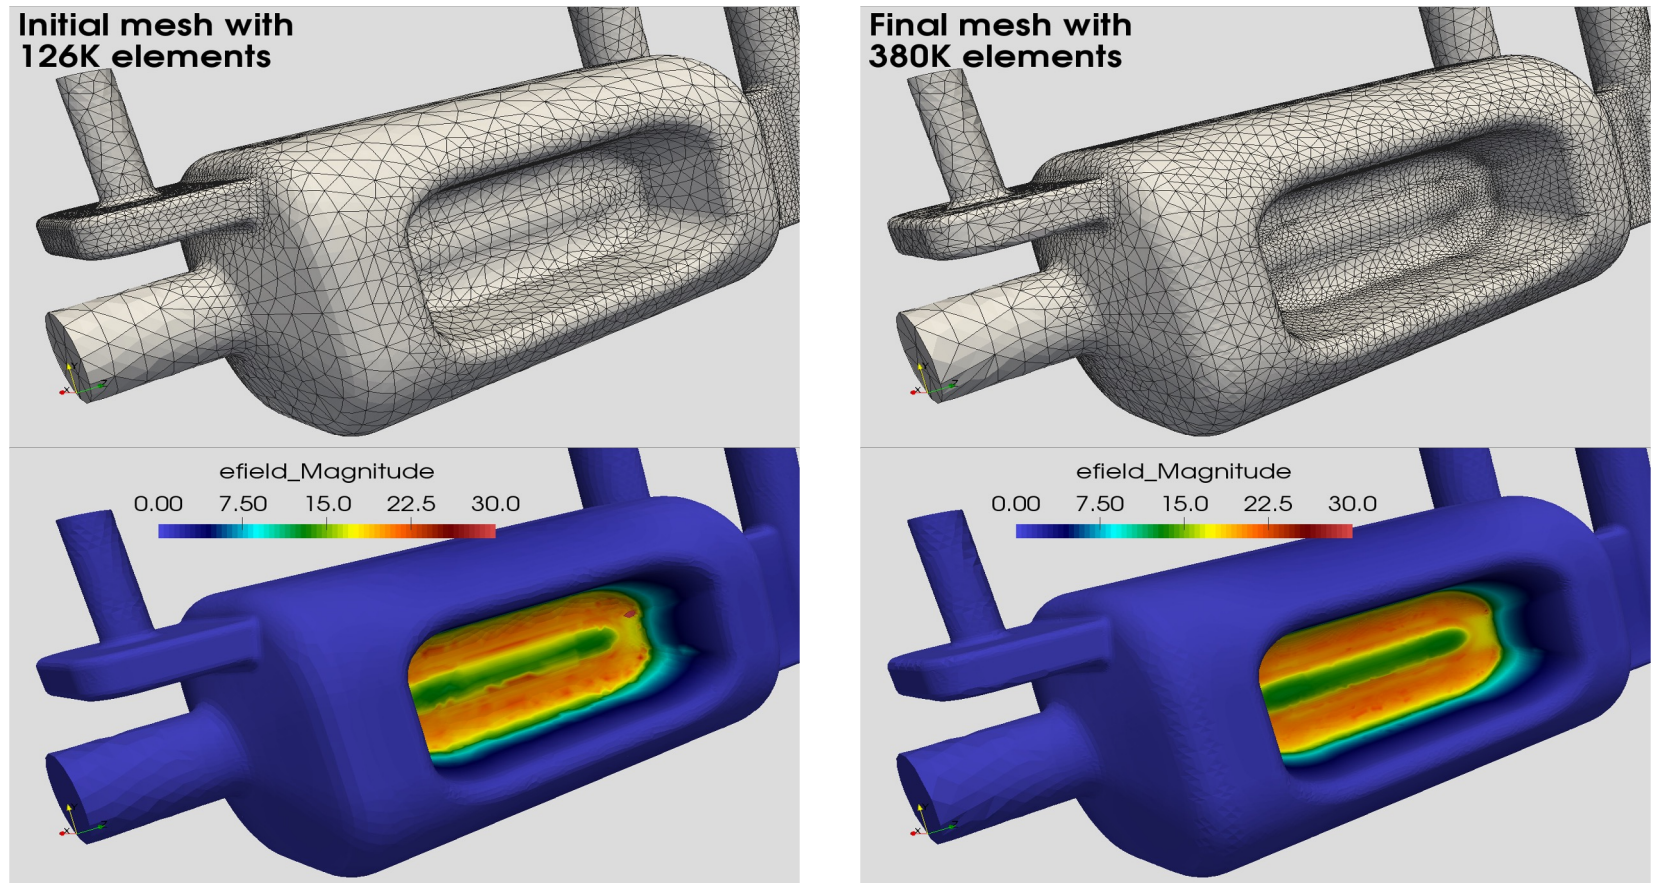 Initial mesh with
126K elements
Final mesh with
380K elements
Y
X
Z
Y
X
Z
efield_Magnitude
0.00 7.50 15.0 22.5 30.0
efield_Magnitude
0.00 7.50 15.0 22.5 30.0
Y
X
Z
Y
X
Z